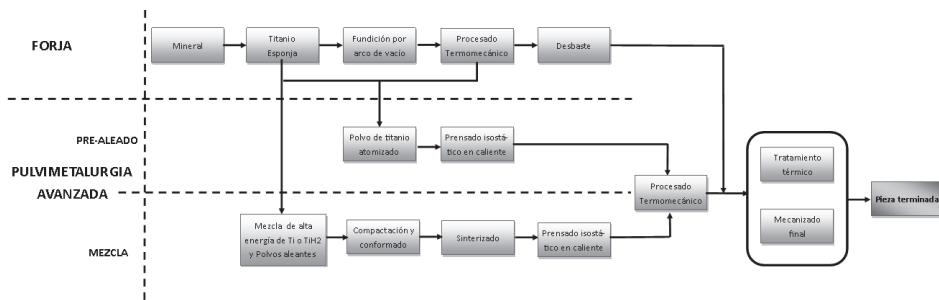 FORJA
Mineral
Titanio
Esponja
Fundición por
arco de vacío
Procesado
Termomecánico
Desbaste
PRE-ALEADO
Polvo de titanio
atomizado
Prensado isostá-
tico en caliente
PULVIMETALURGIA
AVANZADA
Procesado
Termomecánico
Tratamiento
térmico
Mecanizado
final
Pieza terminada
MEZCLA
Mezcla de alta
energía de Ti o TiH2
y Polvos aleantes
Compactación y
conformado
Sinterizado
Prensado isostá-
tico en caliente